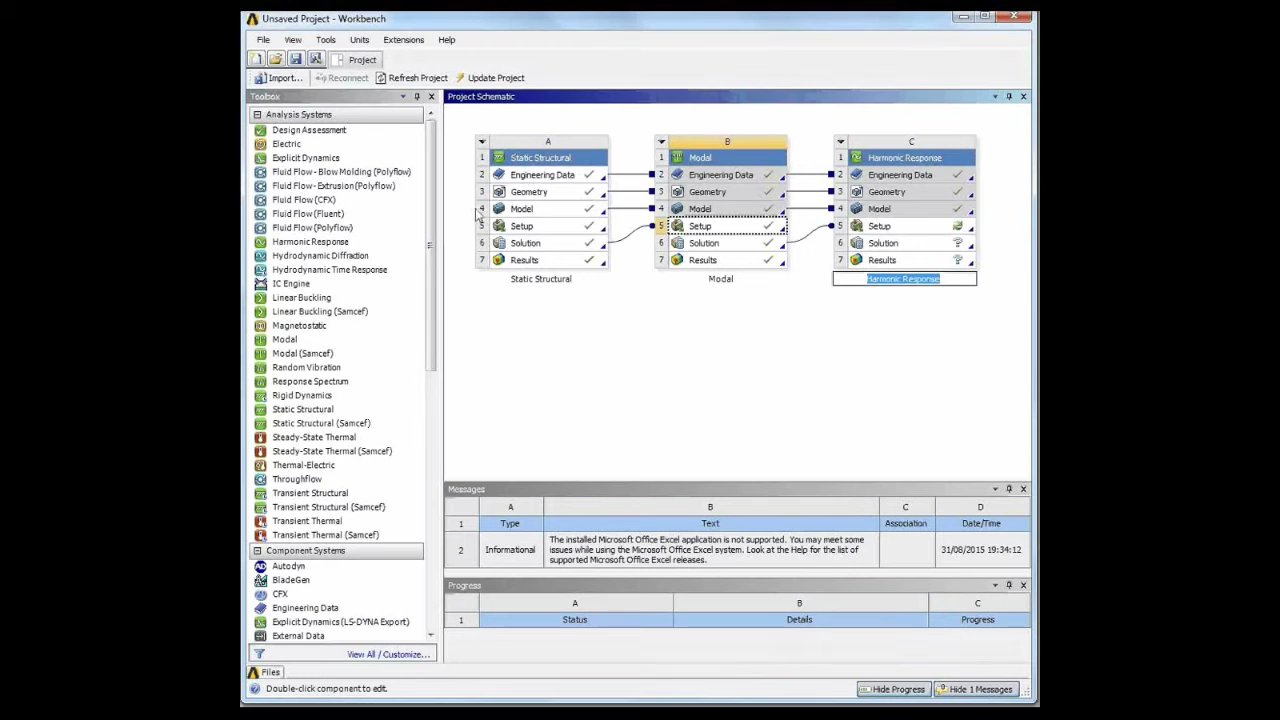 Unsaved Project - Workbench
File View Tools Units Extensions Help
Project
Import... Reconnect Refresh Project Update Project
Toolbox
Analysis Systems
Design Assessment
Electric
Explicit Dynamics
Fluid Flow - Blow Molding (Polyflow)
Fluid Flow- Extrusion (Polyflow)
Fluid Flow (CFX)
Fluid Flow (Fluent)
Fluid Flow (Polyflow)
Harmonic Response
Hydrodynamic Diffraction
Hydrodynamic Time Response
IC Engine
Linear Buckling
Linear Buckling (Samcef)
Magnetostatic
Modal
Modal (Samcef)
Random Vibration
Response Spectrum
Rigid Dynamics
Static Structural
Static Structural (Samcef)
Steady-State Thermal
Steady-State Thermal (Samcef)
Thermal-Electric
Throughflow
Transient Structural
Transient Structural (Samcef)
Transient Thermal
Transient Thermal (Samcef)
Component Systems
Autodyn
BladeGen
CFX
Engineering Data
Explicit Dynamics (LS-DYNA Export)
External Data
View All / Customize...
Project Schematic
A
1 Static Structural
2 Engineering Data
3 Geometry
4 Model
5 Setup
6 Solution
7 Results
Static Structural
B
1 Modal
2 Engineering Data
3 Geometry
4 Model
5 Setup
6 Solution
7 Results
Modal
C
1 Harmonic Response
2 Engineering Data
3 Geometry
4 Model
5 Setup
6 Solution
7 Results
Harmonic Response
Messages
A B C D
1 Type Text Association Date/Time
2 Informational The installed Microsoft Office Excel application is not supported. You may meet some
issues while using the Microsoft Office Excel system. Look at the Help for the list of
supported Microsoft Office Excel releases. 31/08/2015 19:34:12
Progress
A B C
1 Status Details Progress
Files
Double-click component to edit.
Hide Progress Hide 1 Messages